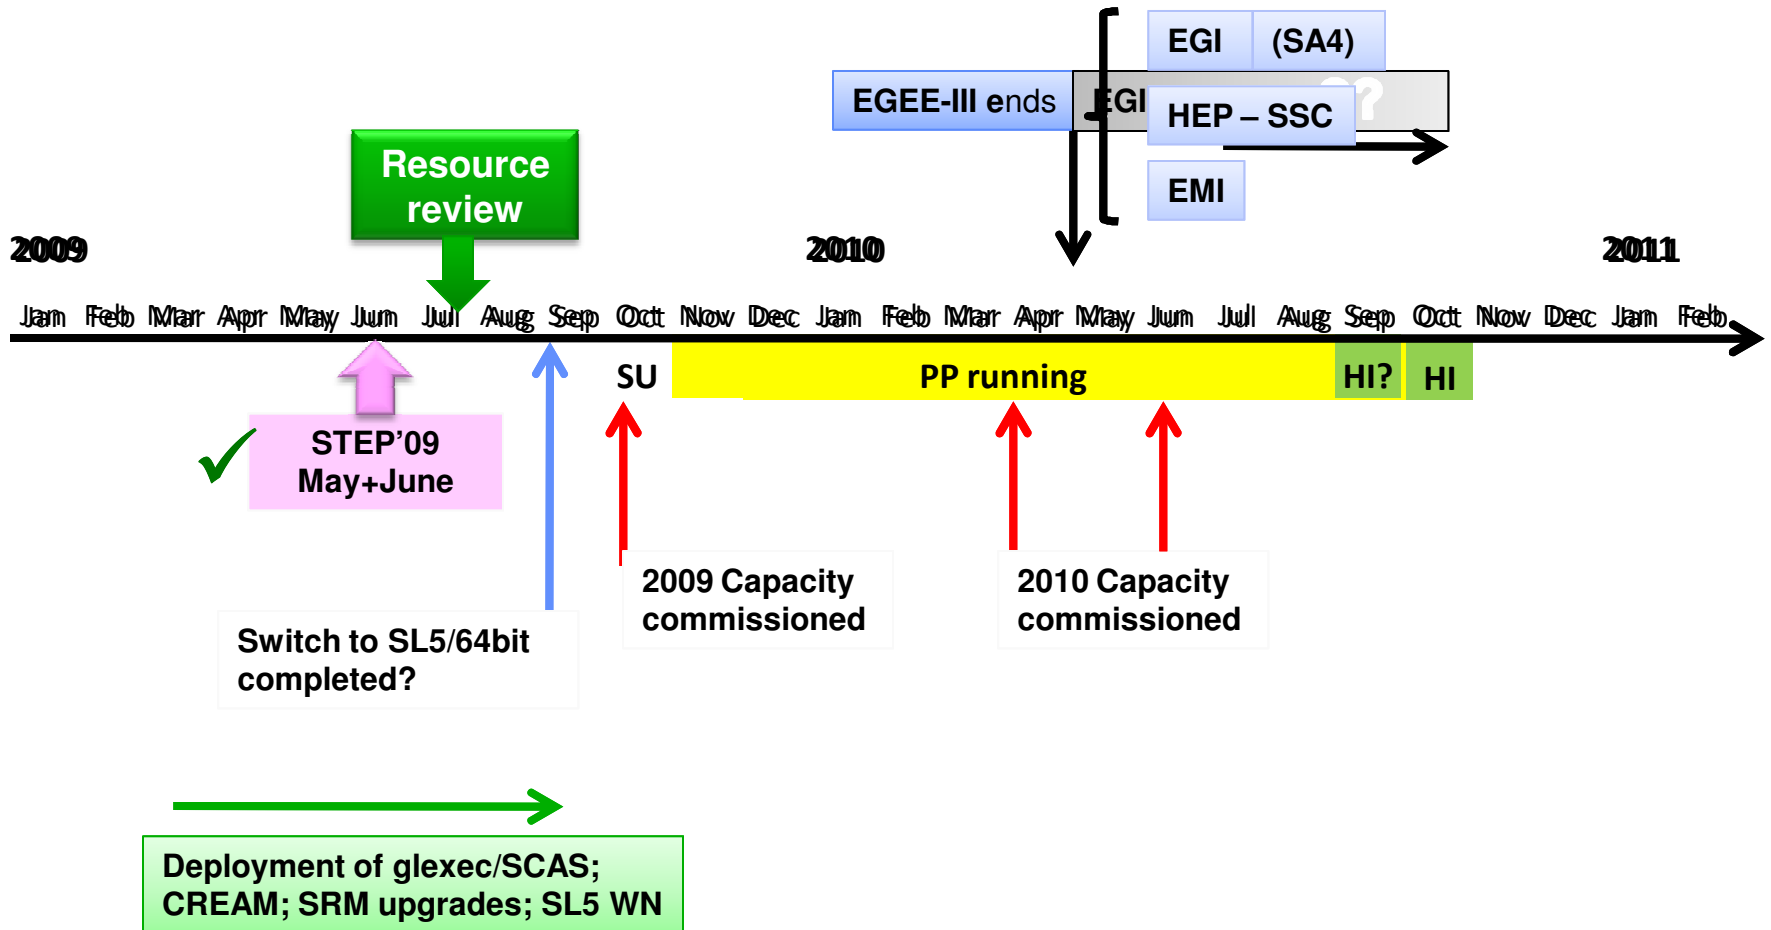 EGI (SA4)
EGEE-III ends EGI ??
HEP – SSC
EMI
Resource
review
2009 2010 2011
Jan Feb Mar Apr May Jun Jul Aug Sep Oct Nov Dec Jan Feb Mar Apr May Jun Jul Aug Sep Oct Nov Dec Jan Feb
SU PP running HI? HI
STEP'09
May+June
2009 Capacity
commissioned
2010 Capacity
commissioned
Switch to SL5/64bit
completed?
Deployment of glexec/SCAS;
CREAM; SRM upgrades; SL5 WN